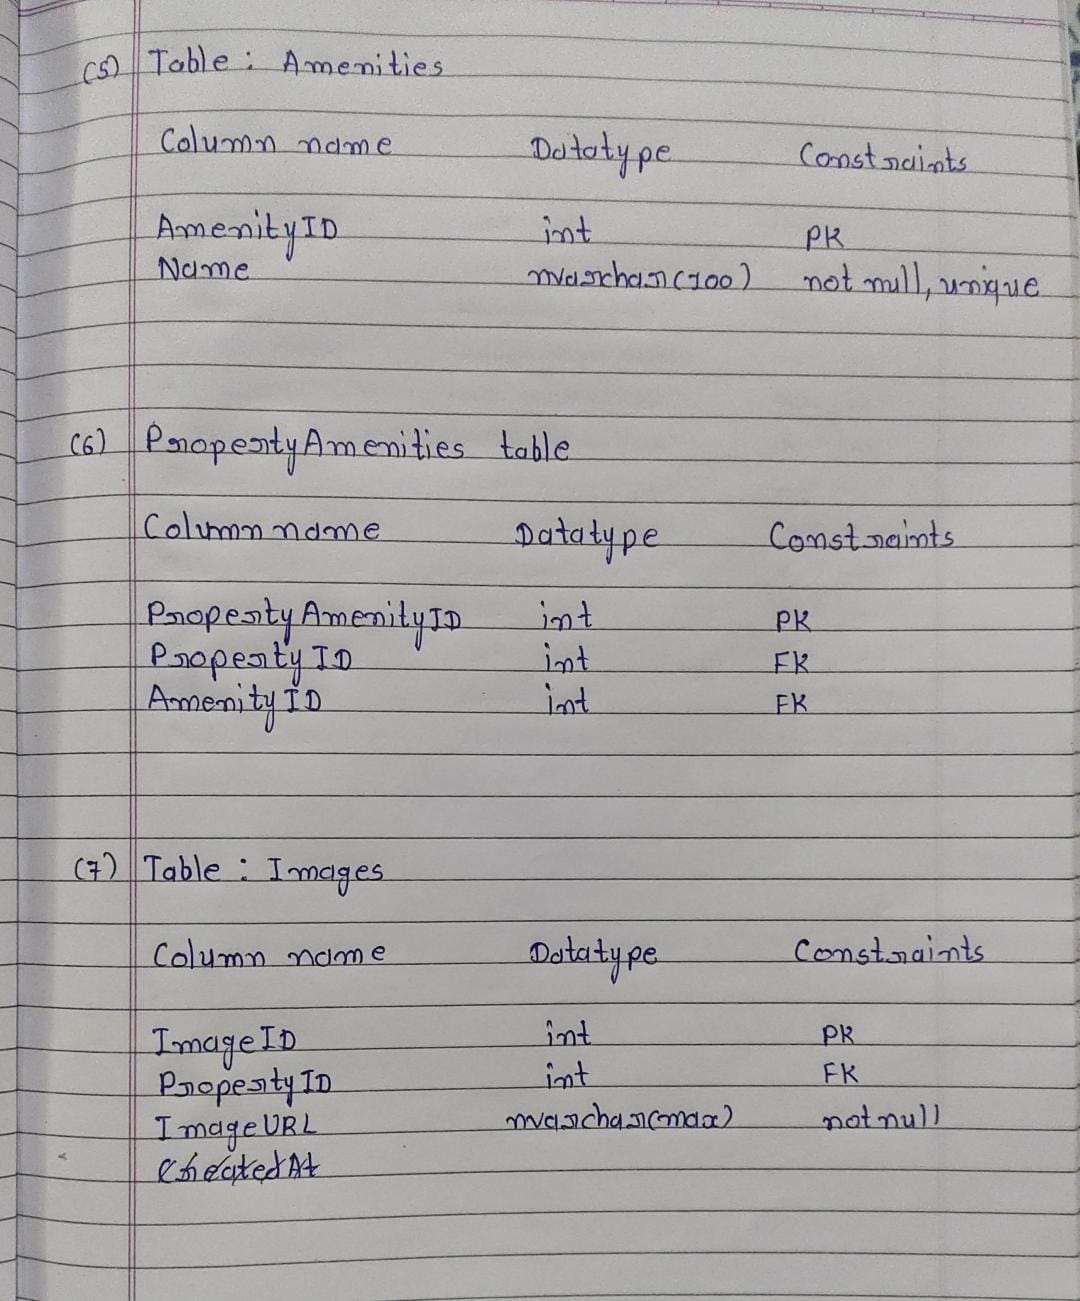 (5) Table : Amenities
Column name Datatype Constraints
AmenityID int PK
Name nvarchar(100) not null, unique
(6) PropertyAmenities table
Column name Datatype Constraints
PropertyAmenityID int PK
PropertyID int FK
AmenityID int FK
(7) Table : Images
Column name Datatype Constraints
ImageID int PK
PropertyID int FK
ImageURL nvarchar(max) not null
CreatedAt